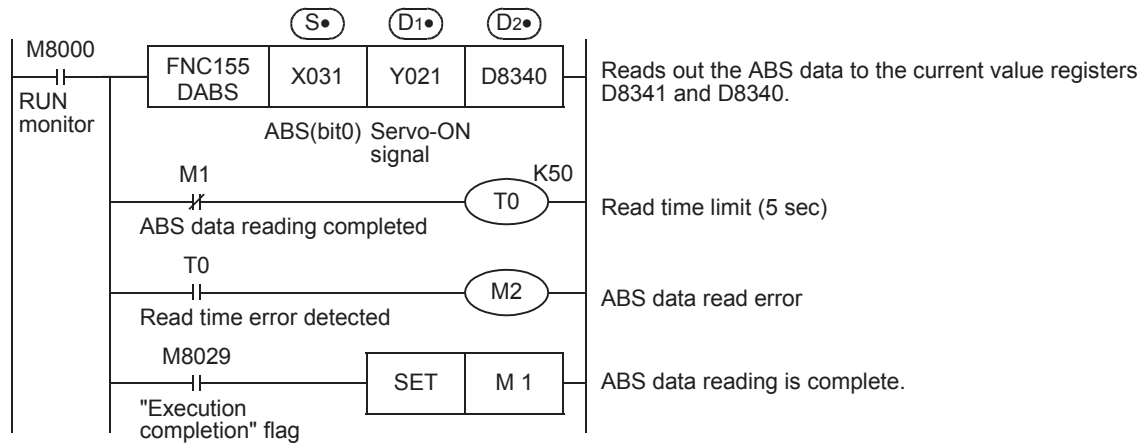 S• D1• D2•
M8000
RUN
monitor
FNC155
DABS
X031 Y021 D8340
Reads out the ABS data to the current value registers
D8341 and D8340.
ABS(bit0) Servo-ON
signal
M1 K50
T0
ABS data reading completed
Read time limit (5 sec)
T0
M2
Read time error detected
ABS data read error
M8029
SET M 1
ABS data reading is complete.
"Execution
completion" flag